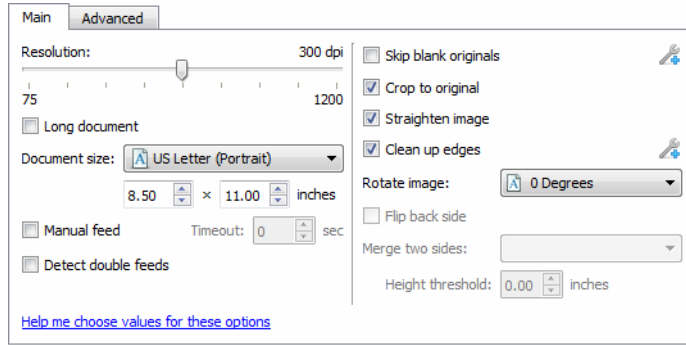 Main Advanced
Resolution: 300 dpi
75 1200
Long document
Document size: US Letter (Portrait)
8.50 × 11.00 inches
Manual feed Timeout: 0 sec
Detect double feeds
Help me choose values for these options
Skip blank originals
Crop to original
Straighten image
Clean up edges
Rotate image: A 0 Degrees
Flip back side
Merge two sides:
Height threshold: 0.00 inches